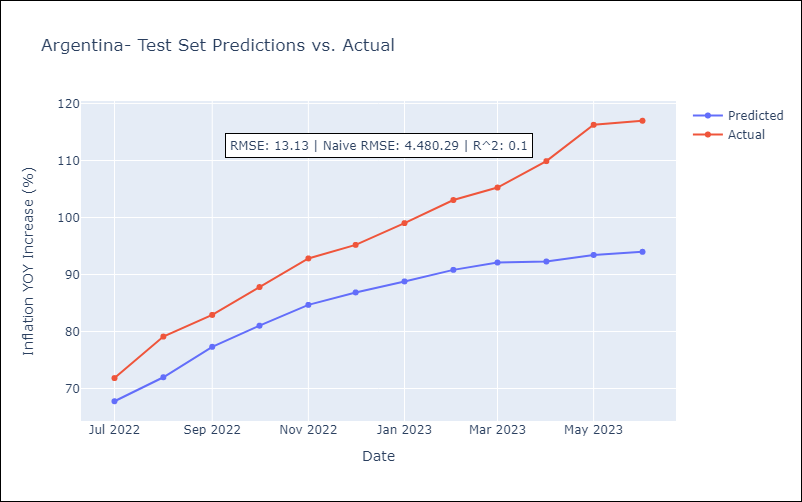 Argentina- Test Set Predictions vs. Actual
Predicted
Actual
RMSE: 13.13 | Naive RMSE: 4.480.29 | R^2: 0.1
Inflation YOY Increase (%)
120
110
100
90
80
70
Jul 2022
Sep 2022
Nov 2022
Jan 2023
Mar 2023
May 2023
Date